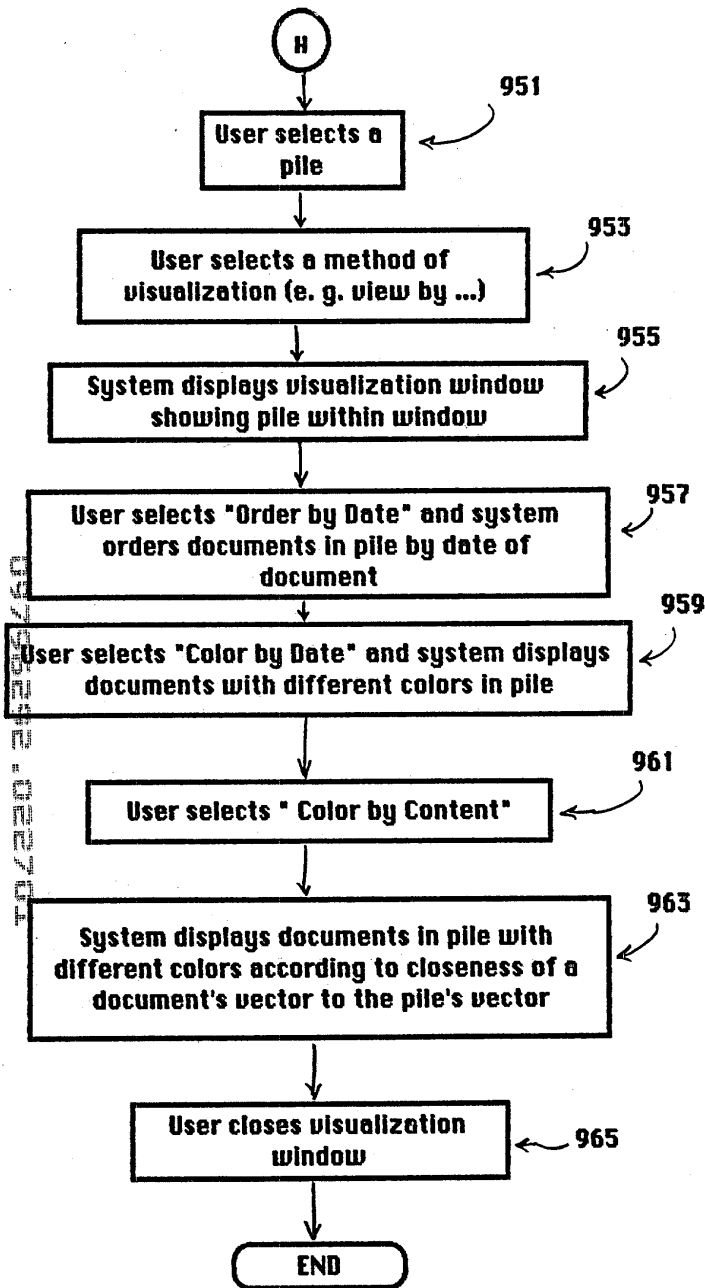 H
951
User selects a
pile
953
User selects a method of
visualization (e. g. view by ...)
955
System displays visualization window
showing pile within window
957
User selects "Order by Date" and system
orders documents in pile by date of
document
959
User selects "Color by Date" and system displays
documents with different colors in pile
961
User selects " Color by Content"
963
System displays documents in pile with
different colors according to closeness of a
document's vector to the pile's vector
User closes visualization
window
965
END